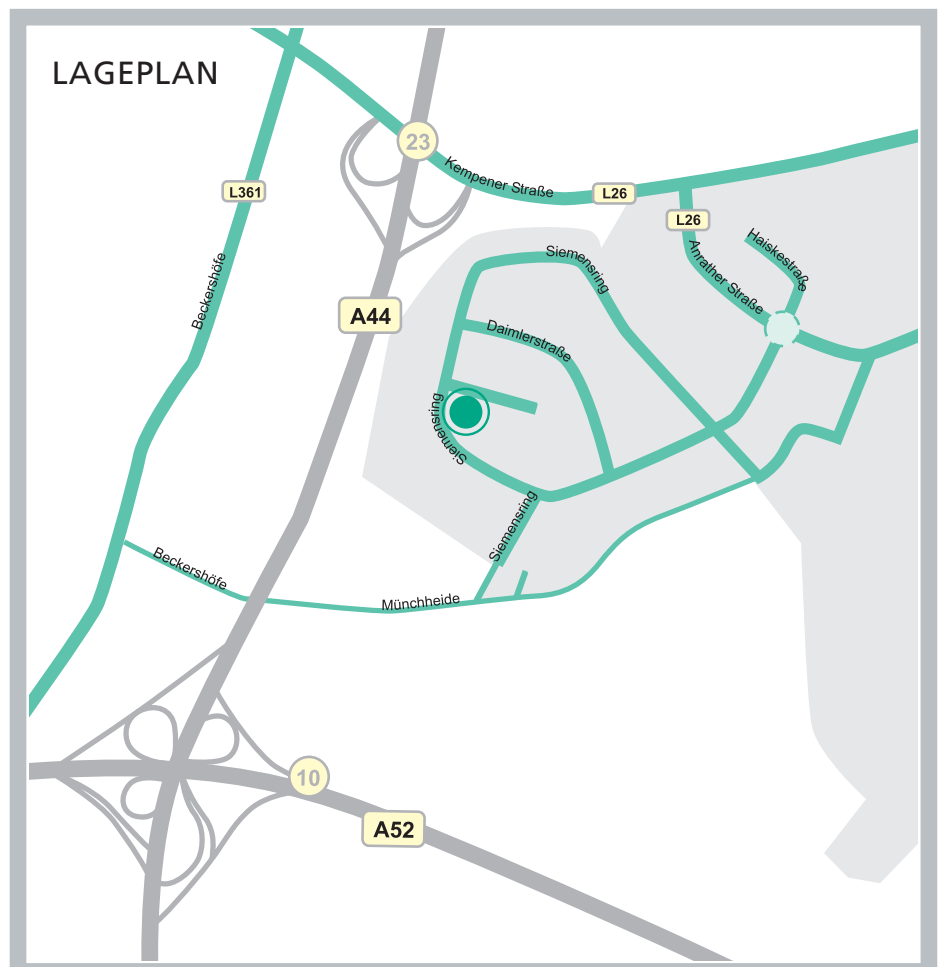 LAGEPLAN
23
Kempener Straße
L361
L26
L26
Haiskestraße
Anrather Straße
Siemensring
Beckershöfe
A44
Daimlerstraße
Siemensring
Siemensring
Siemensring
Beckershöfe
Münchheide
10
A52